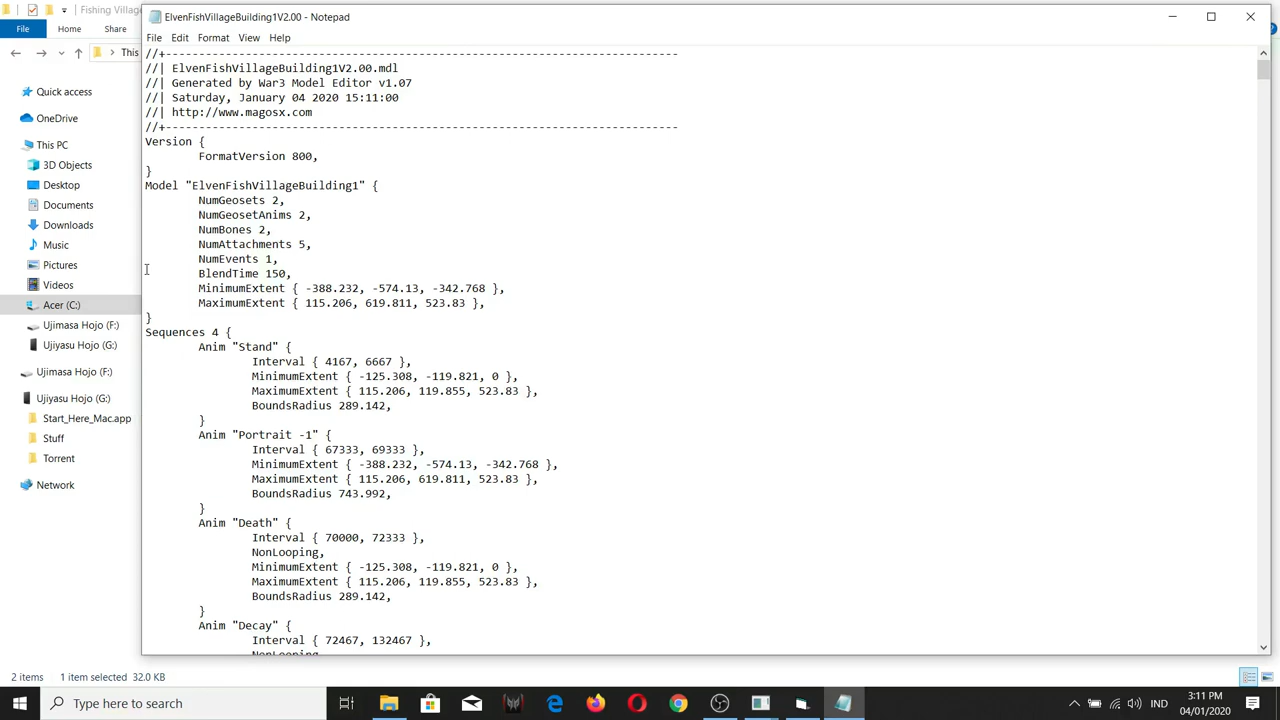 Fishing Villag
ElvenFishVillageBuilding1V2.00 - Notepad
File
Home
Share
File Edit Format View Help
This
Quick access
OneDrive
This PC
3D Objects
Desktop
Documents
Downloads
Music
Pictures
Videos
Acer (C:)
Ujimasa Hojo (F:)
Ujiyasu Hojo (G:)
Ujimasa Hojo (F:)
Ujiyasu Hojo (G:)
Start_Here_Mac.app
Stuff
Torrent
Network
//+-----------------------------------------------------------------------------
//| ElvenFishVillageBuilding1V2.00.mdl
//| Generated by War3 Model Editor v1.07
//| Saturday, January 04 2020 15:11:00
//| http://www.magosx.com
//+-----------------------------------------------------------------------------
Version {
FormatVersion 800,
}
Model "ElvenFishVillageBuilding1" {
NumGeosets 2,
NumGeosetAnims 2,
NumBones 2,
NumAttachments 5,
NumEvents 1,
BlendTime 150,
MinimumExtent { -388.232, -574.13, -342.768 },
MaximumExtent { 115.206, 619.811, 523.83 },
}
Sequences 4 {
Anim "Stand" {
Interval { 4167, 6667 },
MinimumExtent { -125.308, -119.821, 0 },
MaximumExtent { 115.206, 119.855, 523.83 },
BoundsRadius 289.142,
}
Anim "Portrait -1" {
Interval { 67333, 69333 },
MinimumExtent { -388.232, -574.13, -342.768 },
MaximumExtent { 115.206, 619.811, 523.83 },
BoundsRadius 743.992,
}
Anim "Death" {
Interval { 70000, 72333 },
NonLooping,
MinimumExtent { -125.308, -119.821, 0 },
MaximumExtent { 115.206, 119.855, 523.83 },
BoundsRadius 289.142,
}
Anim "Decay" {
Interval { 72467, 132467 },
NonLooping
2 items
1 item selected 32.0 KB
Type here to search
IND
3:11 PM
04/01/2020